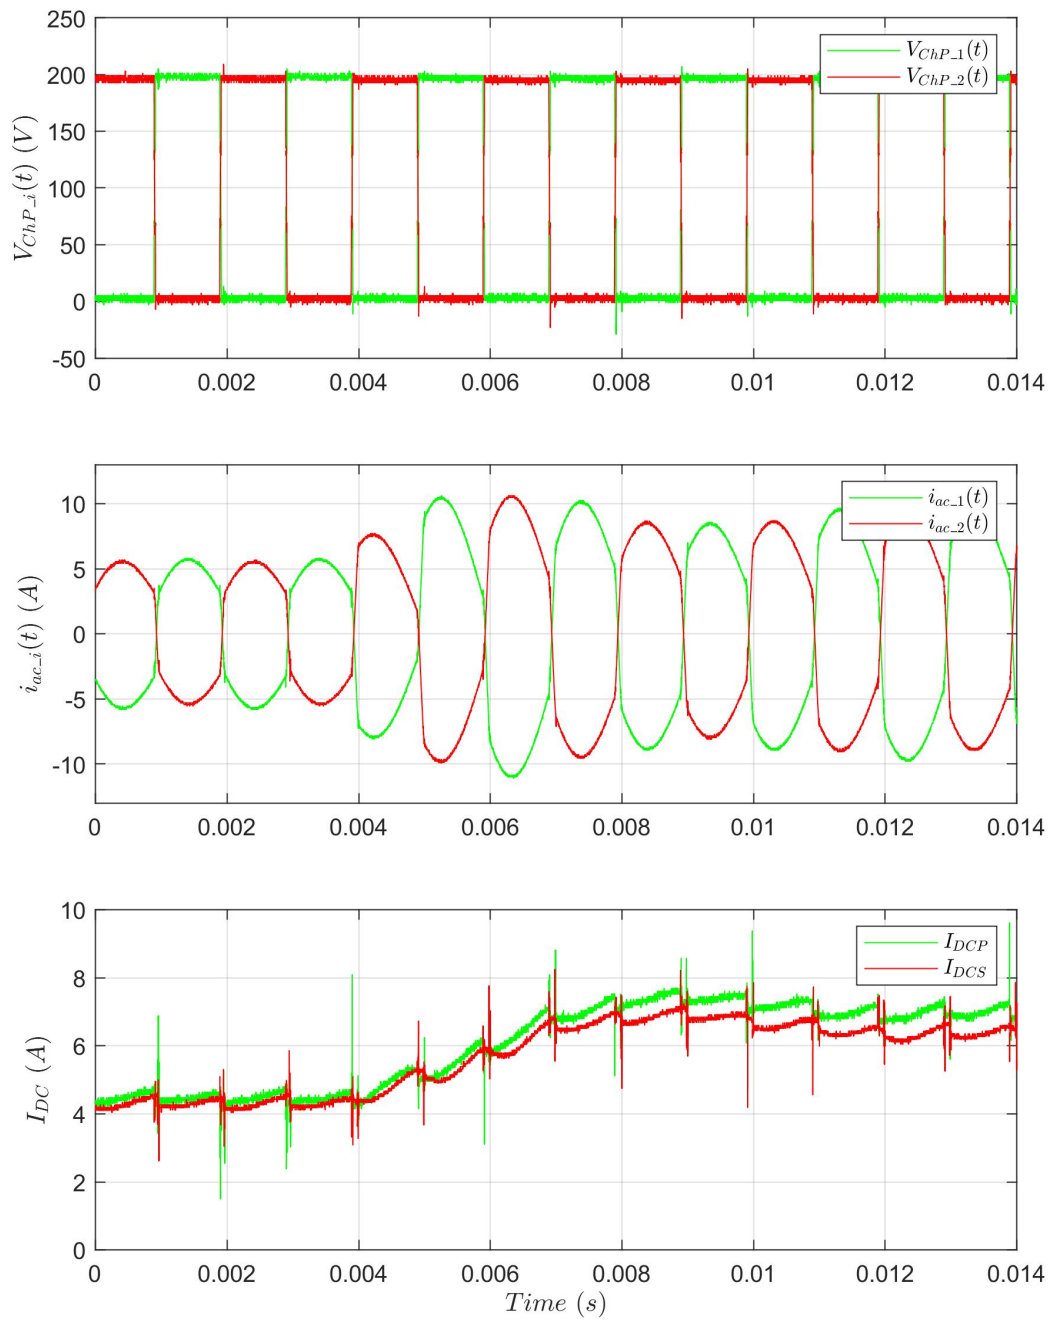 250
200
150
100
50
0
-50
V_{ChP_i}(t) (V)
V_{ChP_1}(t)
V_{ChP_2}(t)
0 0.002 0.004 0.006 0.008 0.01 0.012 0.014
10
5
0
-5
-10
i_{ac_i}(t) (A)
i_{ac_1}(t)
i_{ac_2}(t)
0 0.002 0.004 0.006 0.008 0.01 0.012 0.014
10
8
6
4
2
0
I_{DC} (A)
I_{DCP}
I_{DCS}
0 0.002 0.004 0.006 0.008 0.01 0.012 0.014
Time (s)